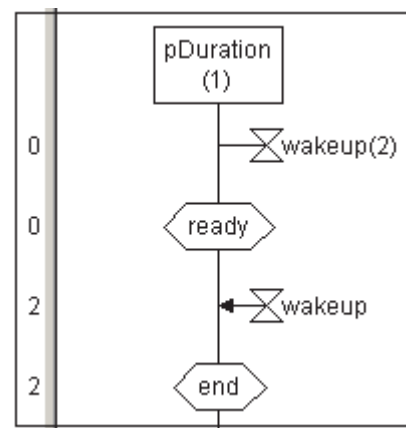 pDuration
(1)
0 wakeup(2)
0 ready
2 wakeup
2 end